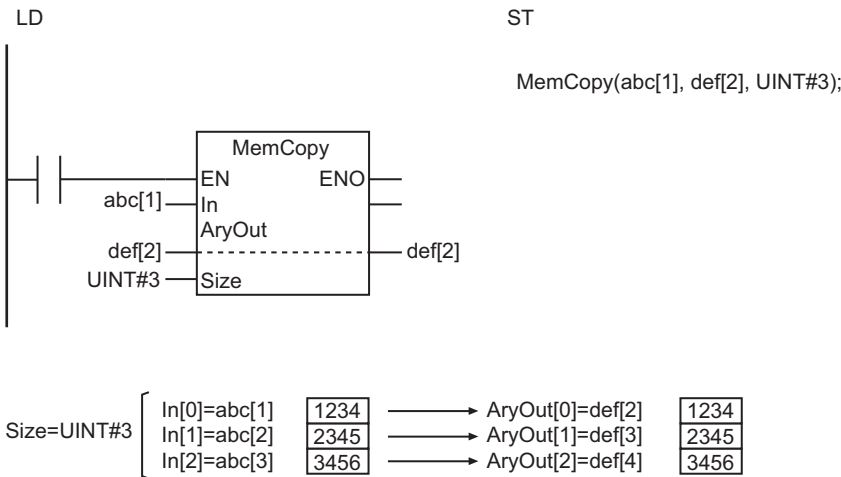 LD
ST
MemCopy(abc[1], def[2], UINT#3);
MemCopy
EN ENO
abc[1] In
AryOut
def[2] def[2]
UINT#3 Size
Size=UINT#3
In[0]=abc[1] 1234 AryOut[0]=def[2] 1234
In[1]=abc[2] 2345 AryOut[1]=def[3] 2345
In[2]=abc[3] 3456 AryOut[2]=def[4] 3456